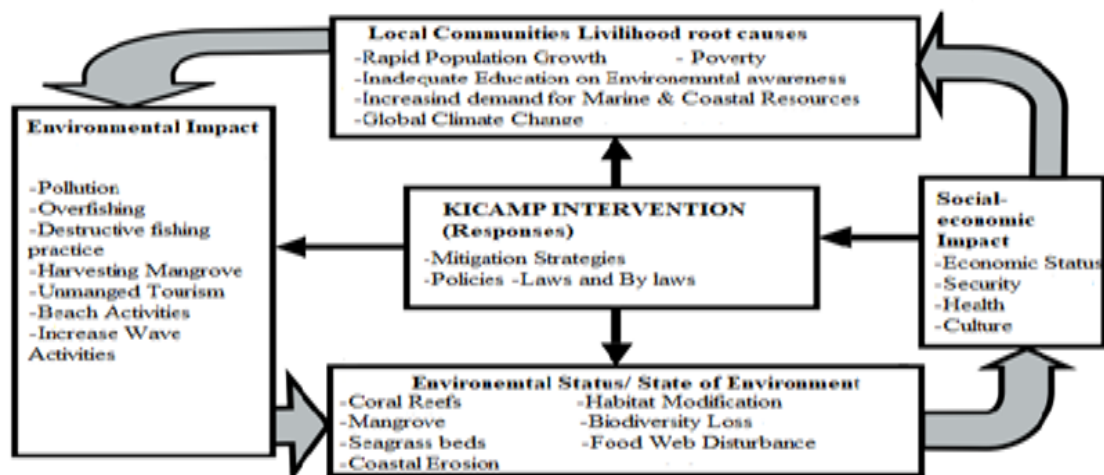 Local Communities Livilihood root causes
-Rapid Population Growth - Poverty
-Inadequate Education on Environemntal awareness
-Increasind demand for Marine & Coastal Resources
-Global Climate Change
Environmental Impact
-Pollution
-Overfishing
-Destructive fishing
practice
-Harvesting Mangrove
-Unmanged Tourism
-Beach Activities
-Increase Wave
Activities
KICAMP INTERVENTION
(Responses)
-Mitigation Strategies
-Policies -Laws and By laws
Social-
economic
Impact
-Economic Status
-Security
-Health
-Culture
Environemtal Status/ State of Environment
-Coral Reefs -Habitat Modification
-Mangrove -Biodiversity Loss
-Seagrass beds -Food Web Disturbance
-Coastal Erosion